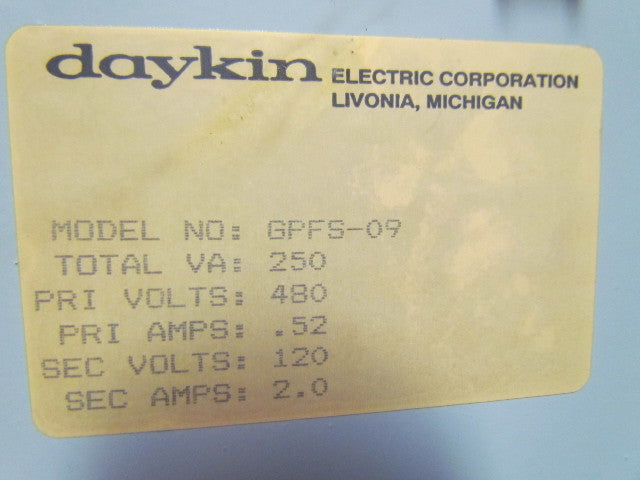 daykin ELECTRIC CORPORATION
LIVONIA, MICHIGAN
MODEL NO: GPFS-09
TOTAL VA: 250
PRI VOLTS: 480
PRI AMPS: .52
SEC VOLTS: 120
SEC AMPS: 2.0